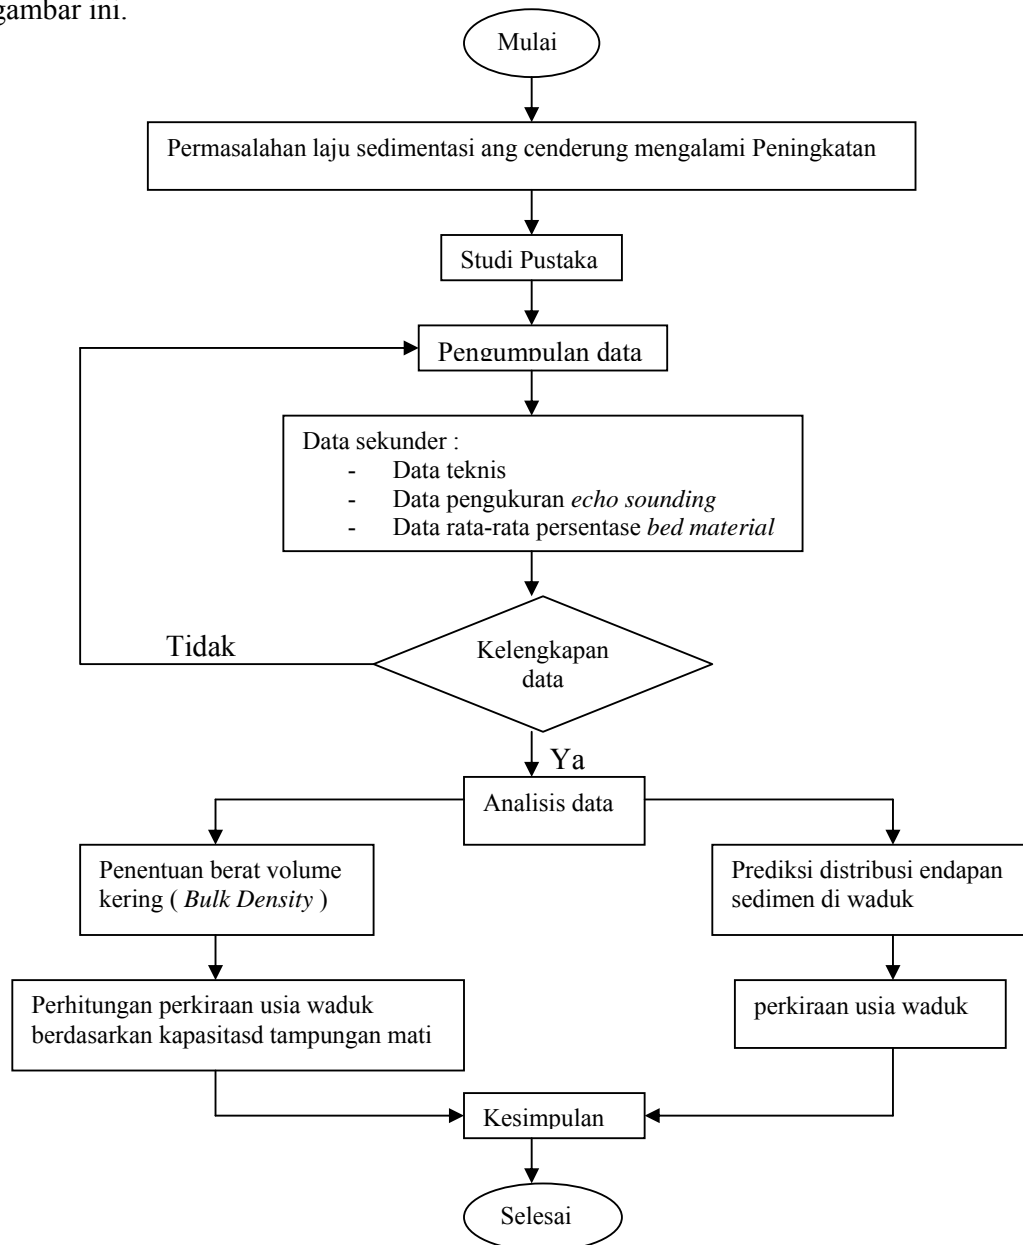 gambar ini.
Mulai
Permasalahan laju sedimentasi ang cenderung mengalami Peningkatan
Studi Pustaka
Pengumpulan data
Data sekunder :
- Data teknis
- Data pengukuran echo sounding
- Data rata-rata persentase bed material
Tidak
Kelengkapan
data
Ya
Analisis data
Penentuan berat volume
kering ( Bulk Density )
Prediksi distribusi endapan
sedimen di waduk
Perhitungan perkiraan usia waduk
berdasarkan kapasitasd tampungan mati
perkiraan usia waduk
Kesimpulan
Selesai